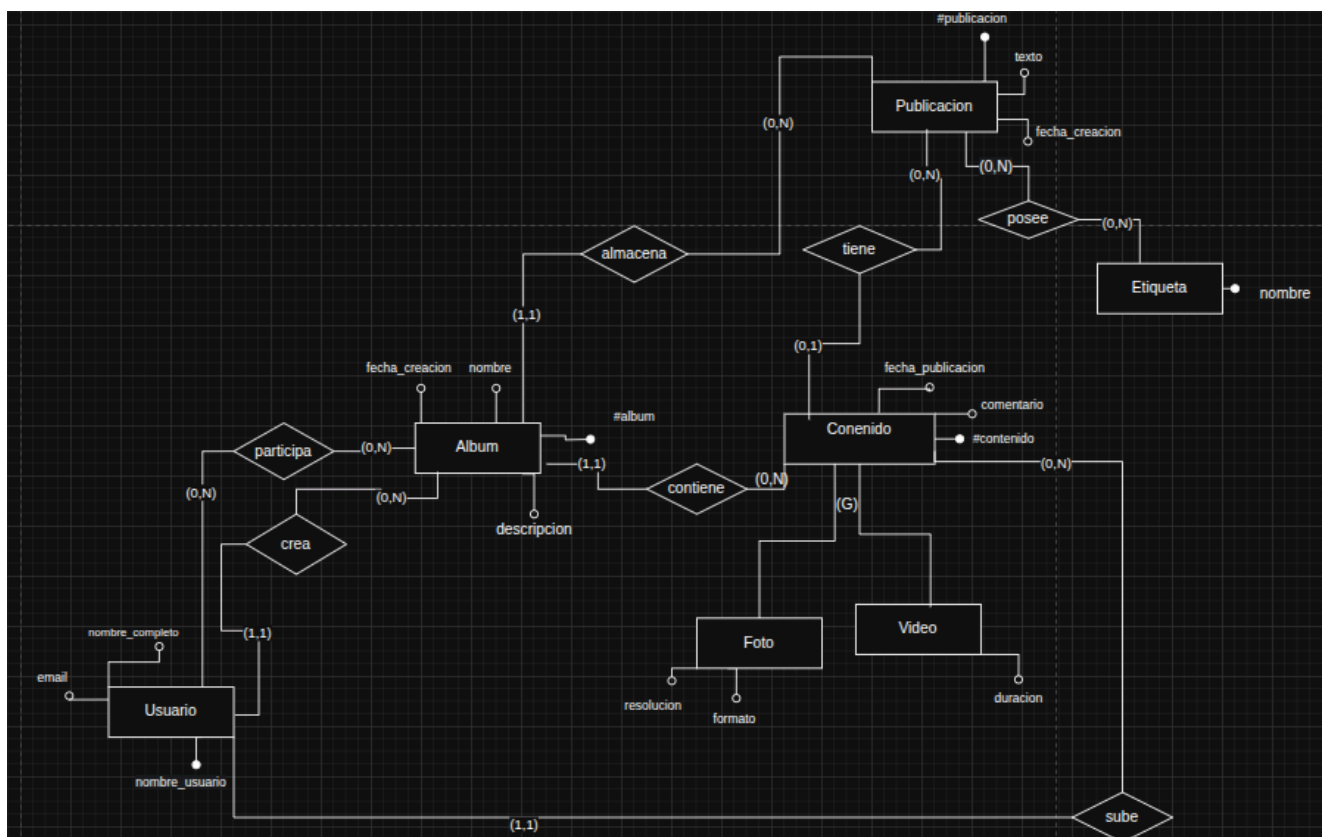 #publicacion
texto
Publicacion
(0,N)
fecha_creacion
(0,N)
(0,N)
posee
(0,N)
almacena
tiene
Etiqueta
nombre
(1,1)
(0,1)
fecha_creacion
nombre
fecha_publicacion
comentario
#album
Conenido
#contenido
participa
(0,N)
Album
(1,1)
(0,N)
(0,N)
(0,N)
(0,N)
contiene
(G)
descripcion
crea
nombre_completo
(1,1)
Foto
Video
email
resolucion
formato
duracion
Usuario
nombre_usuario
(1,1)
sube